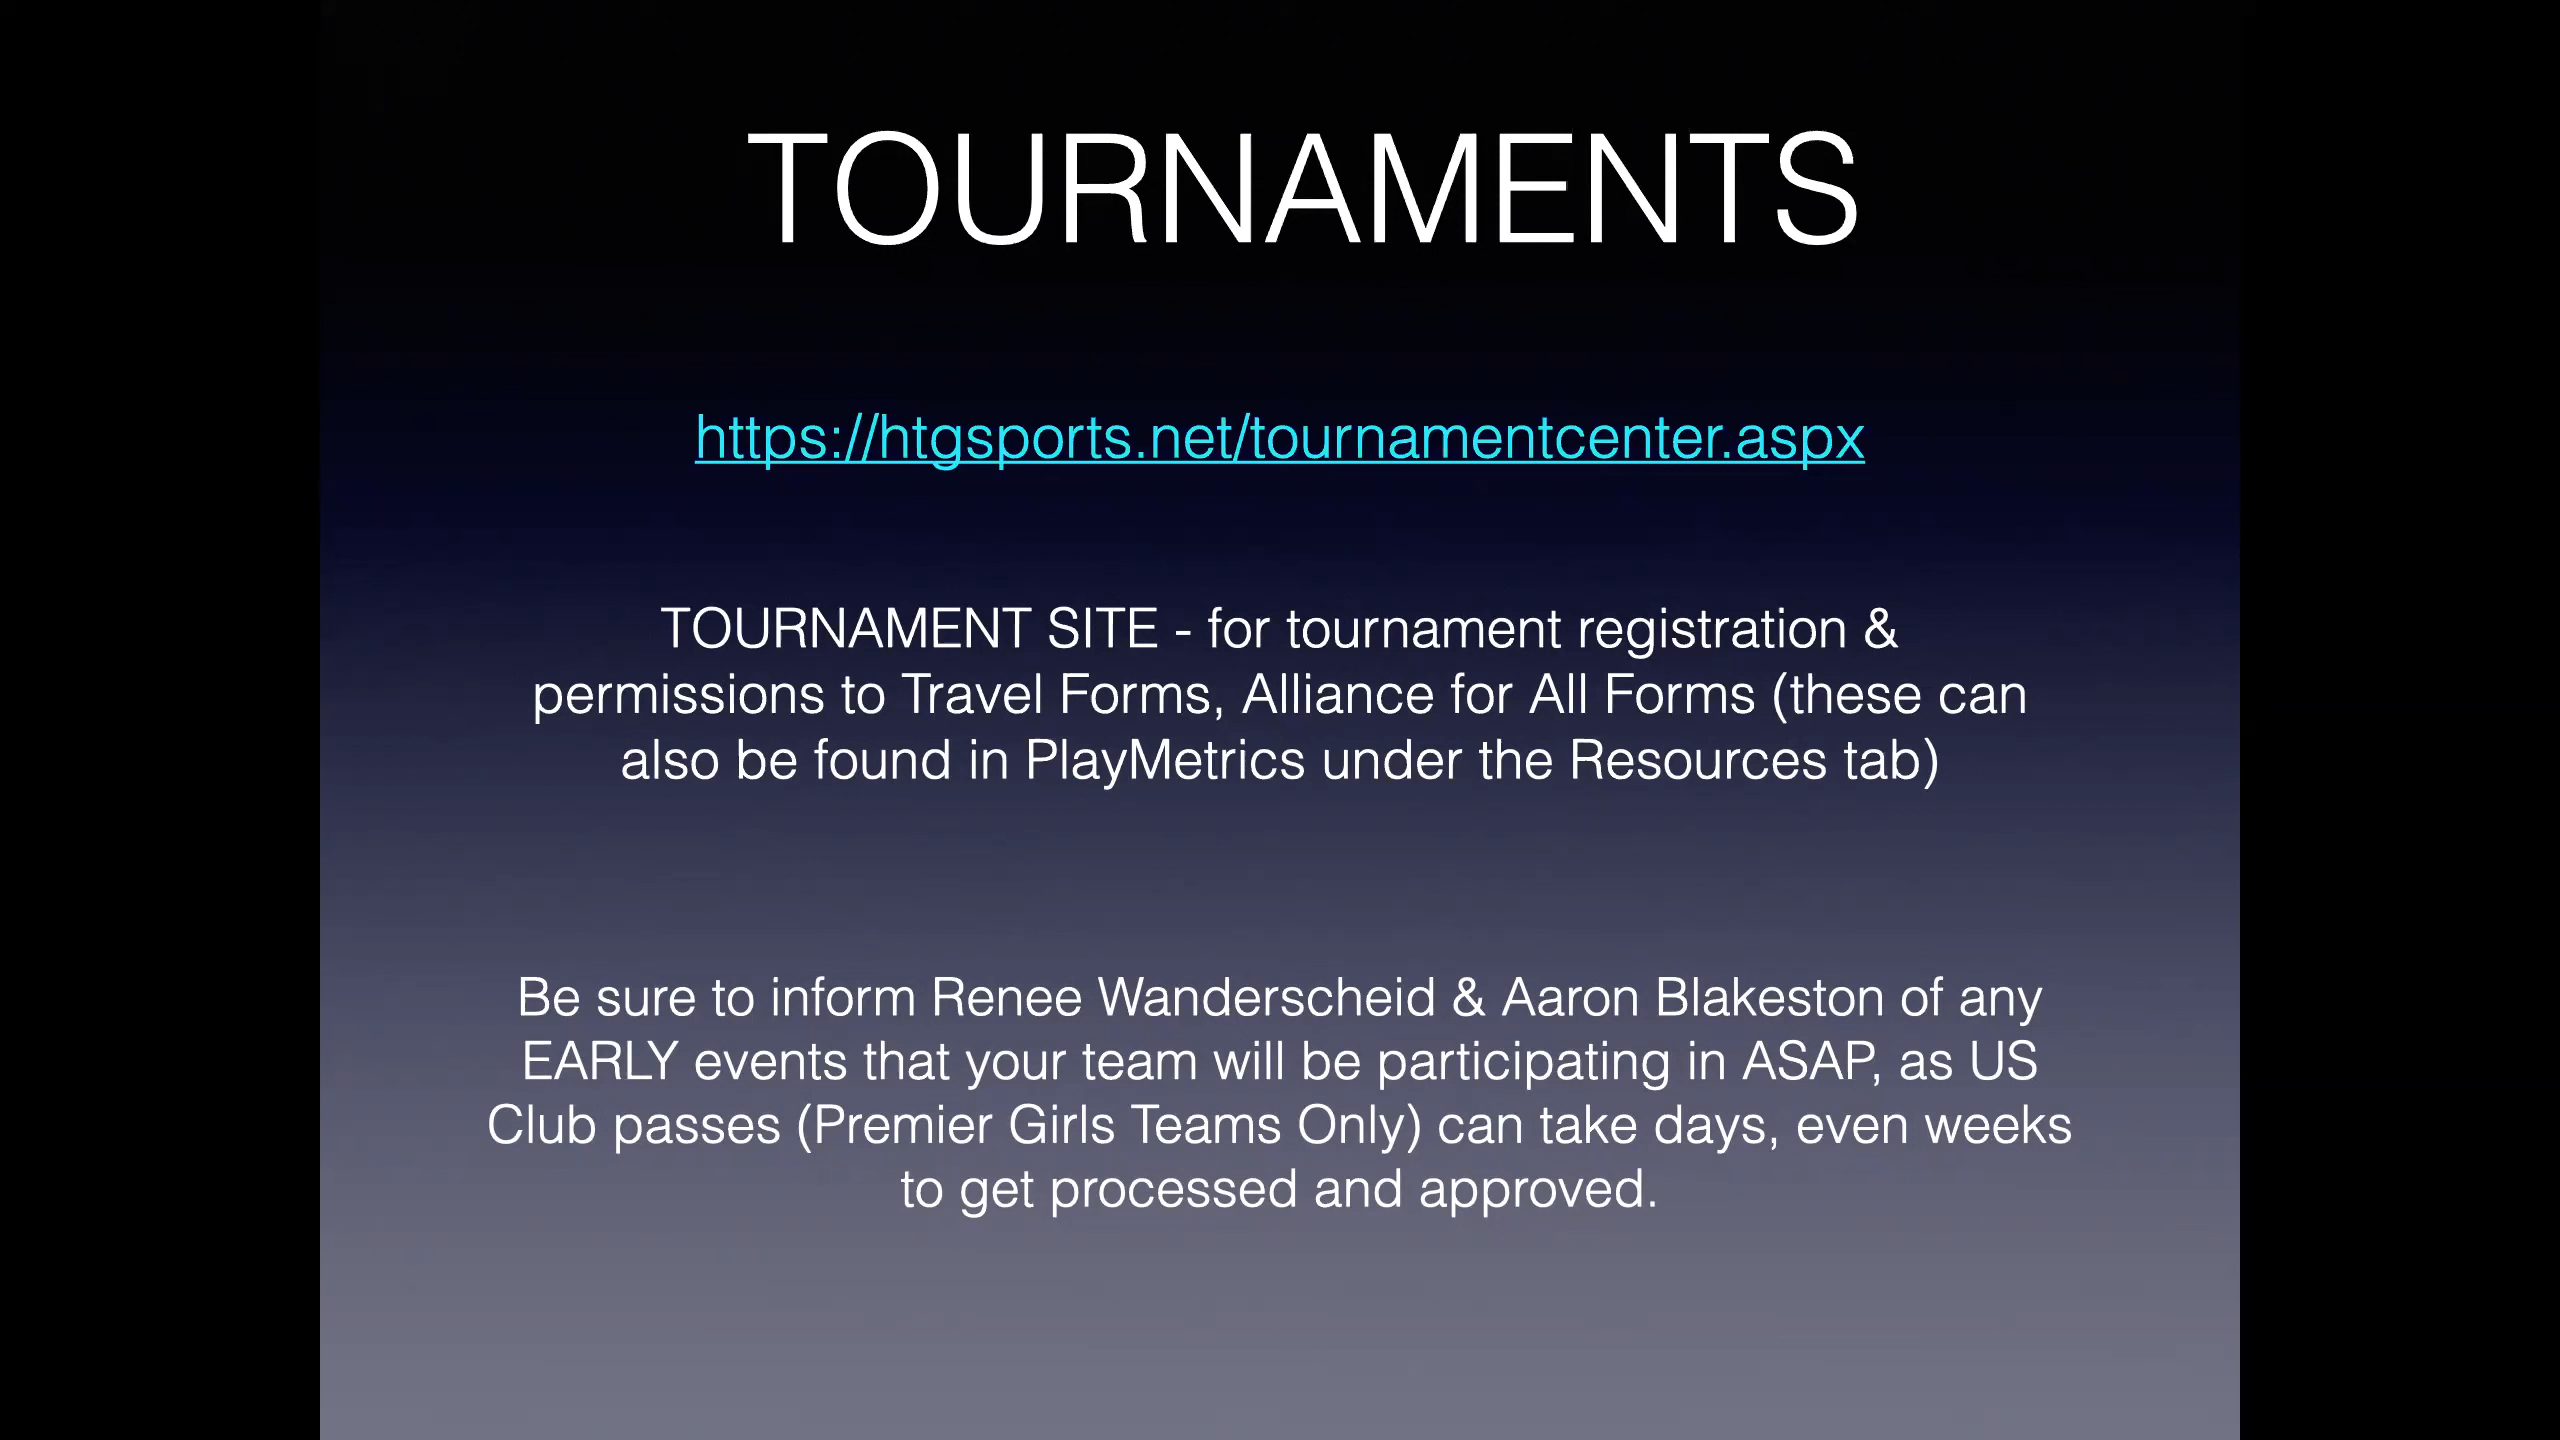 TOURNAMENTS
https://htgsports.net/tournamentcenter.aspx
TOURNAMENT SITE - for tournament registration &
permissions to Travel Forms, Alliance for All Forms (these can
also be found in PlayMetrics under the Resources tab)
Be sure to inform Renee Wanderscheid & Aaron Blakeston of any
EARLY events that your team will be participating in ASAP, as US
Club passes (Premier Girls Teams Only) can take days, even weeks
to get processed and approved.